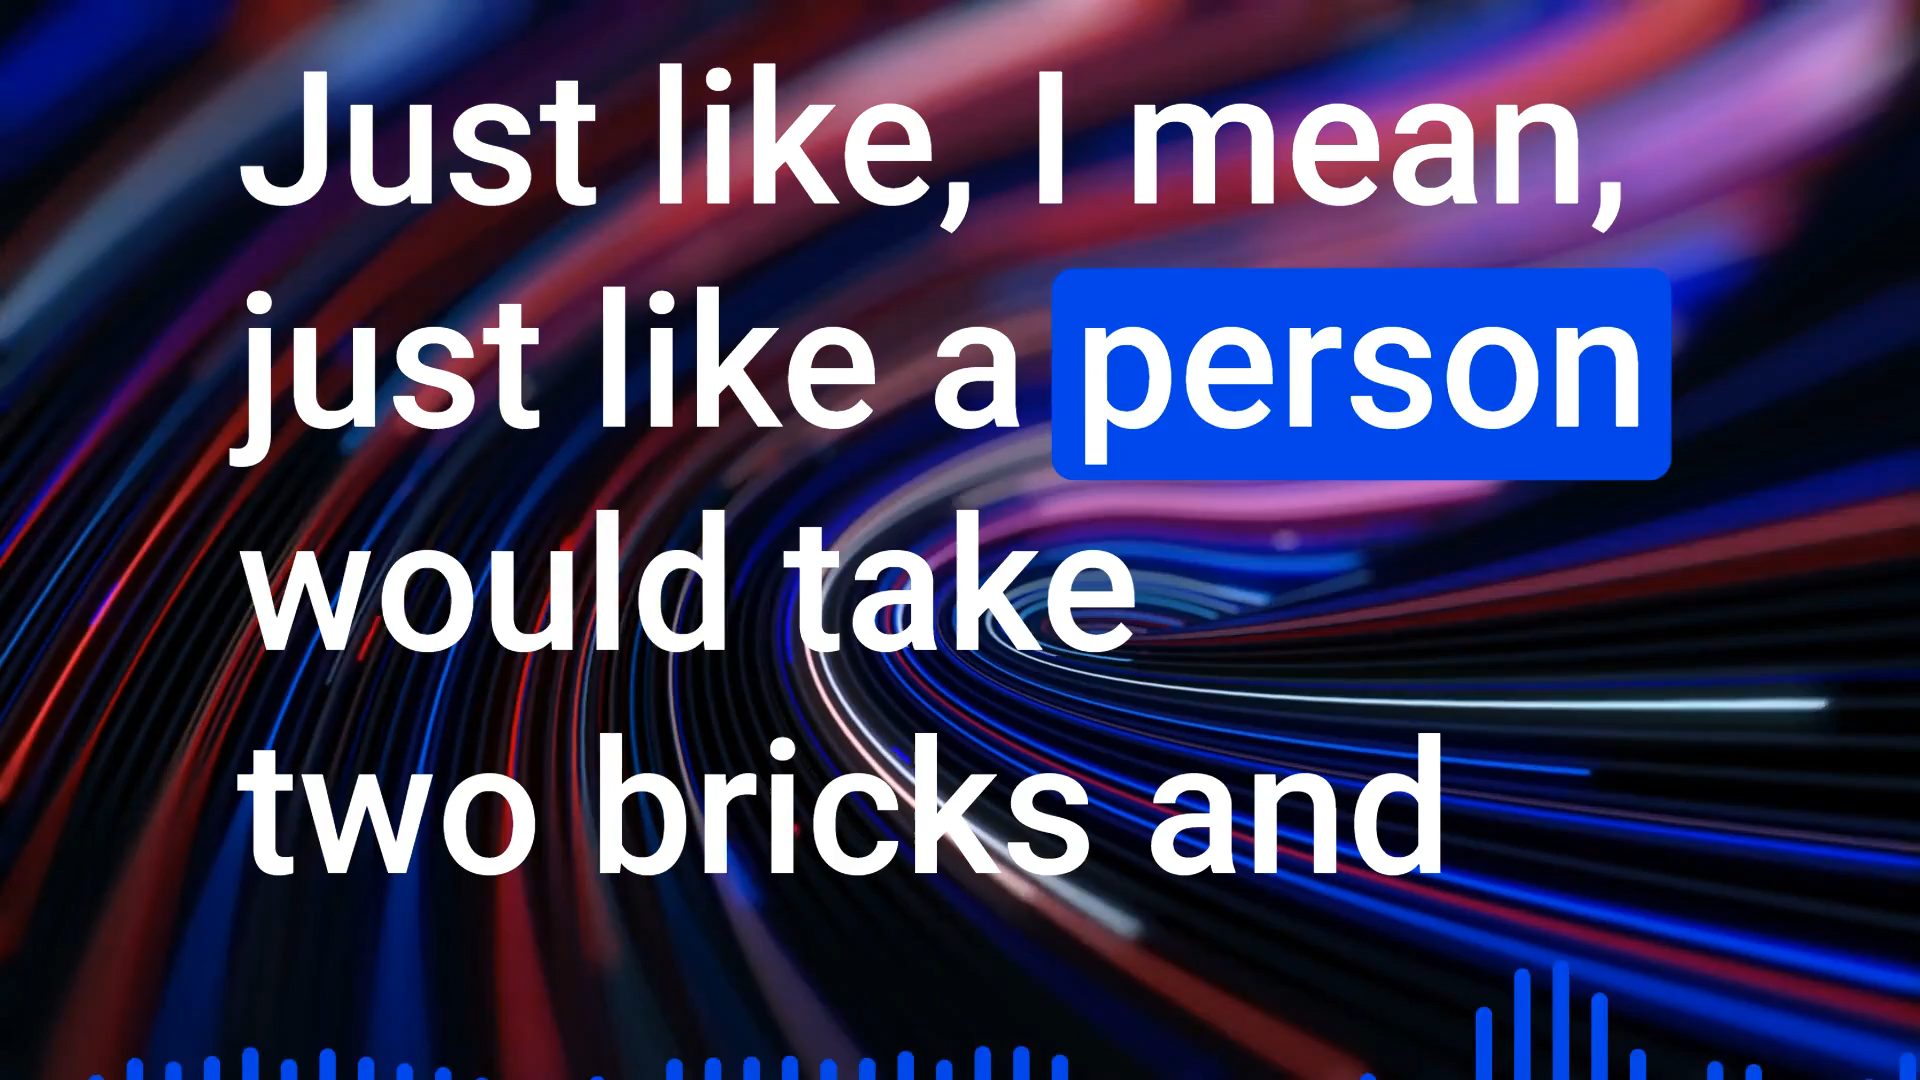 Just like, I mean,
just like a person
would take
two bricks and